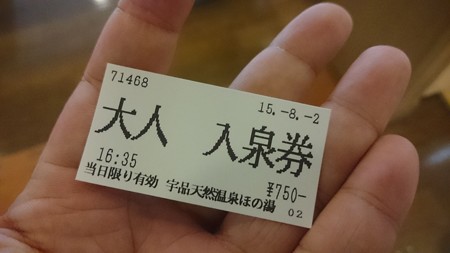 71468
15.-8.-2
大人 入泉券
16:35
¥750-
当日限り有効 宇品天然温泉ほの湯
02